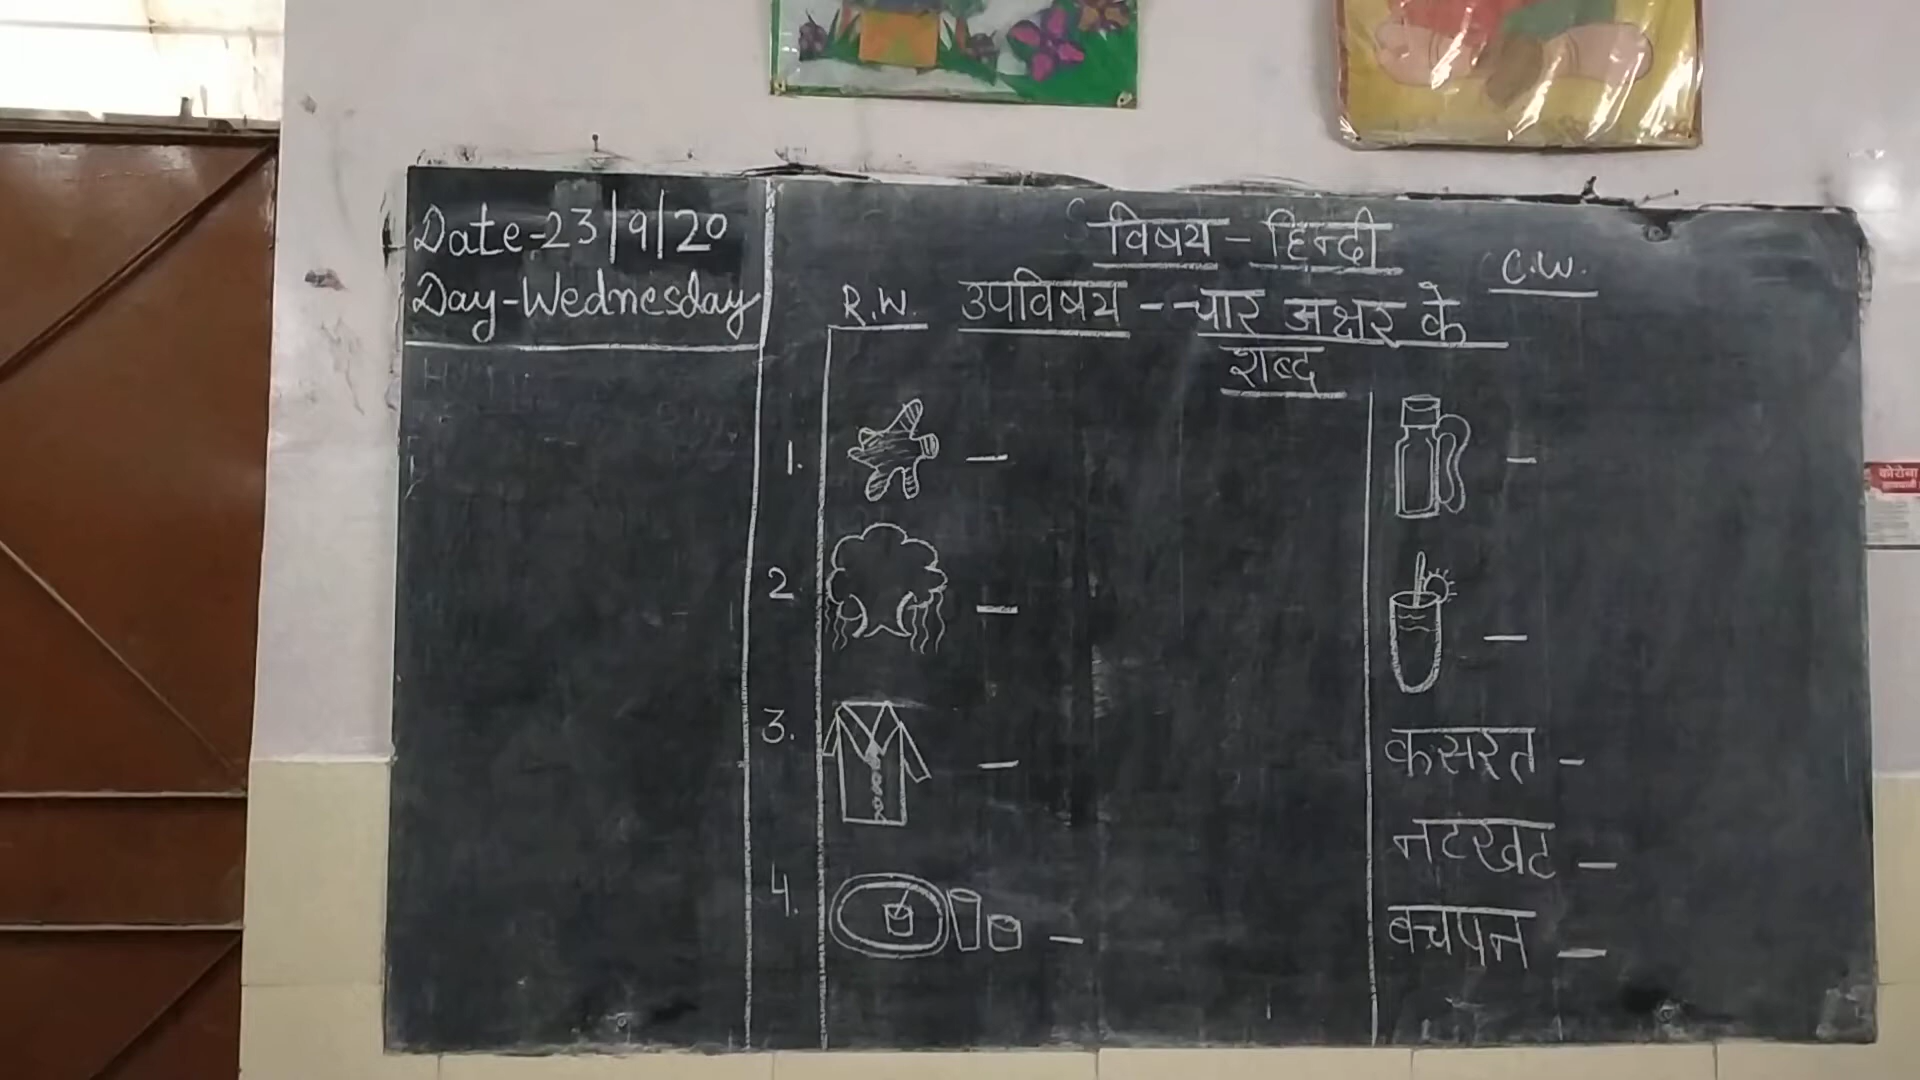 Date-23/9/20
Day-Wednesday
विषय - हिन्दी
C.W.
R.W. उपविषय -- चार अक्षर के
शब्द
1. -
-
2 -
-
3. -
कसरत -
नटखट -
4. -
बचपन -
कोरोना